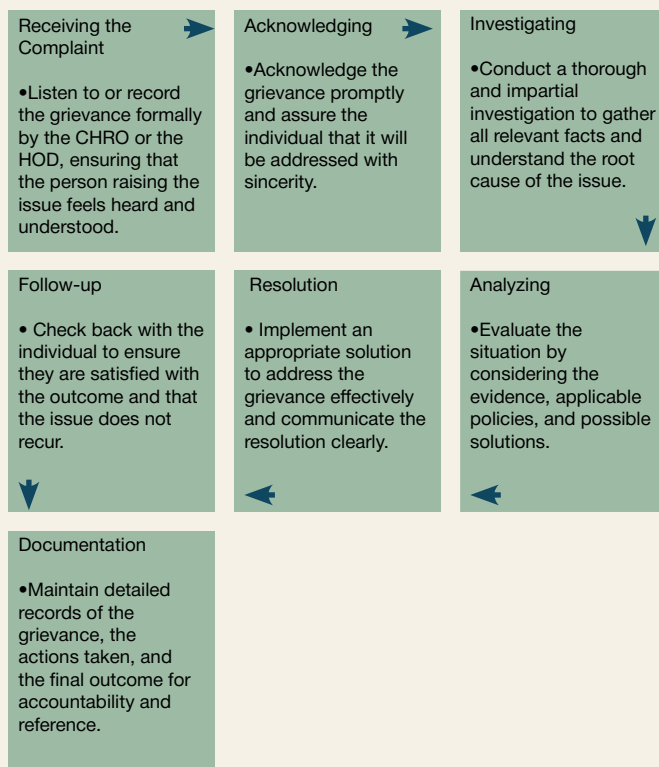 Receiving the
Complaint
•Listen to or record
the grievance formally
by the CHRO or the
HOD, ensuring that
the person raising the
issue feels heard and
understood.
Acknowledging
•Acknowledge the
grievance promptly
and assure the
individual that it will
be addressed with
sincerity.
Investigating
•Conduct a thorough
and impartial
investigation to gather
all relevant facts and
understand the root
cause of the issue.
Analyzing
•Evaluate the
situation by
considering the
evidence, applicable
policies, and possible
solutions.
Resolution
• Implement an
appropriate solution
to address the
grievance effectively
and communicate the
resolution clearly.
Follow-up
• Check back with the
individual to ensure
they are satisfied with
the outcome and that
the issue does not
recur.
Documentation
•Maintain detailed
records of the
grievance, the
actions taken, and
the final outcome for
accountability and
reference.